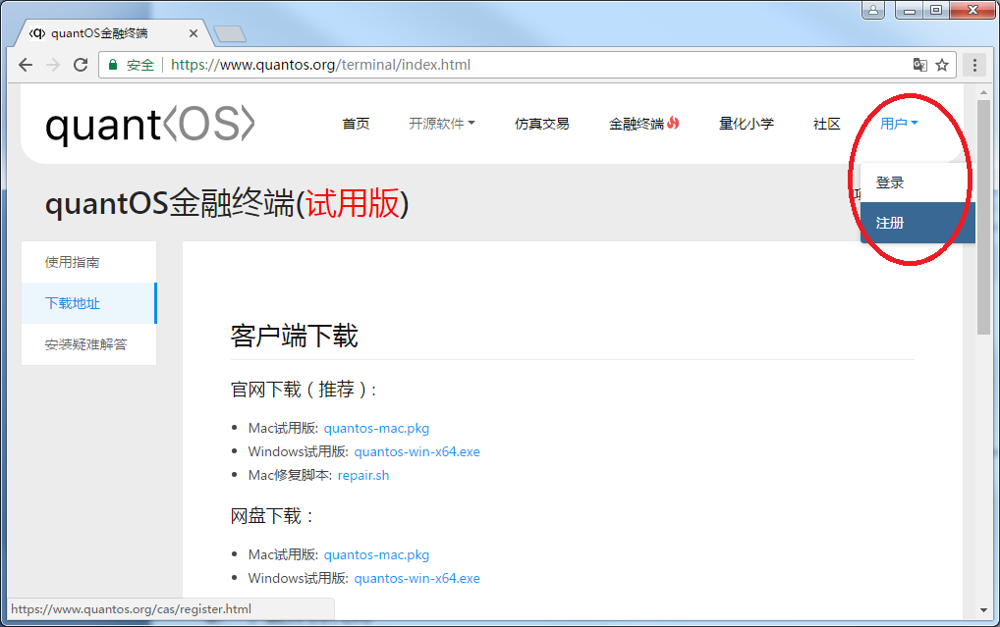 quantOS金融终端
安全 https://www.quantos.org/terminal/index.html
quant<OS>
首页 开源软件 仿真交易 金融终端 量化小学 社区 用户
登录
注册
quantOS金融终端(试用版)
使用指南
下载地址
安装疑难解答
客户端下载
官网下载（推荐）:
Mac试用版: quantos-mac.pkg
Windows试用版: quantos-win-x64.exe
Mac修复脚本: repair.sh
网盘下载：
Mac试用版: quantos-mac.pkg
Windows试用版: quantos-win-x64.exe
https://www.quantos.org/cas/register.html